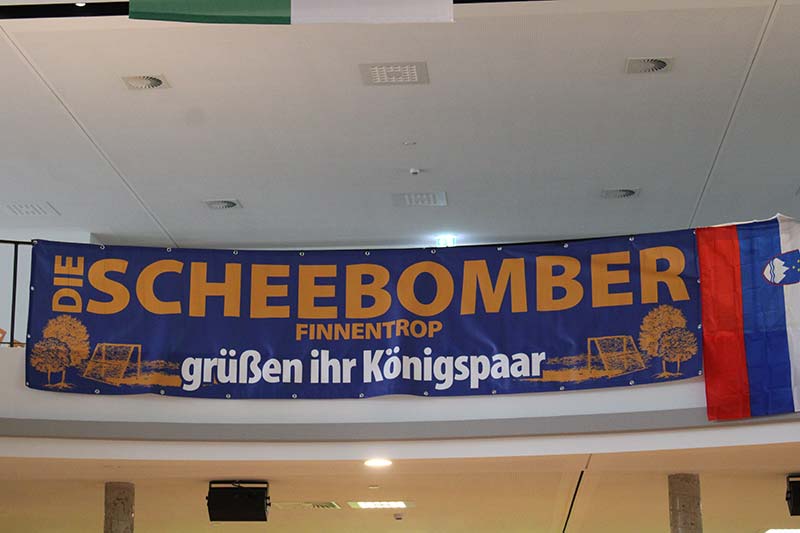 DIE SCHEEBOMBER
FINNENTROP
grüßen ihr Königspaar